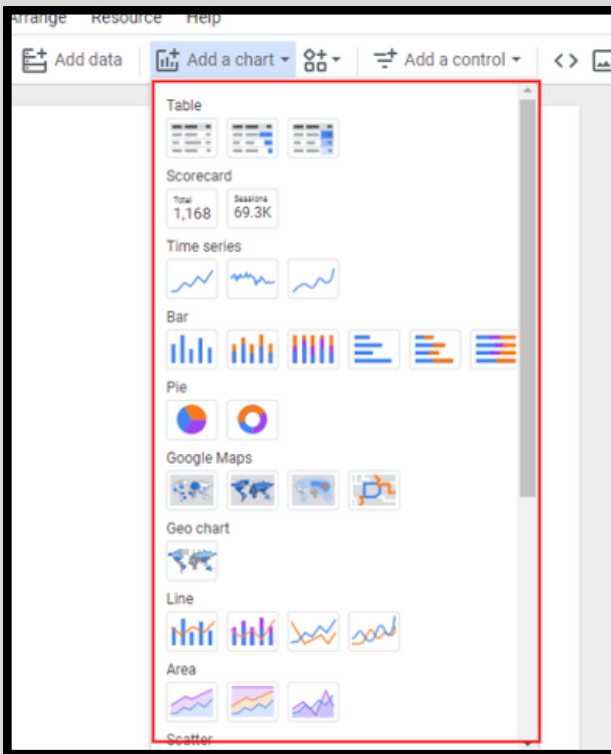 Arrange Resource Help
Add data Add a chart Add a control
Table
Scorecard
Total Sessions
1,168 69.3K
Time series
Bar
Pie
Google Maps
Geo chart
Line
Area
Scatter